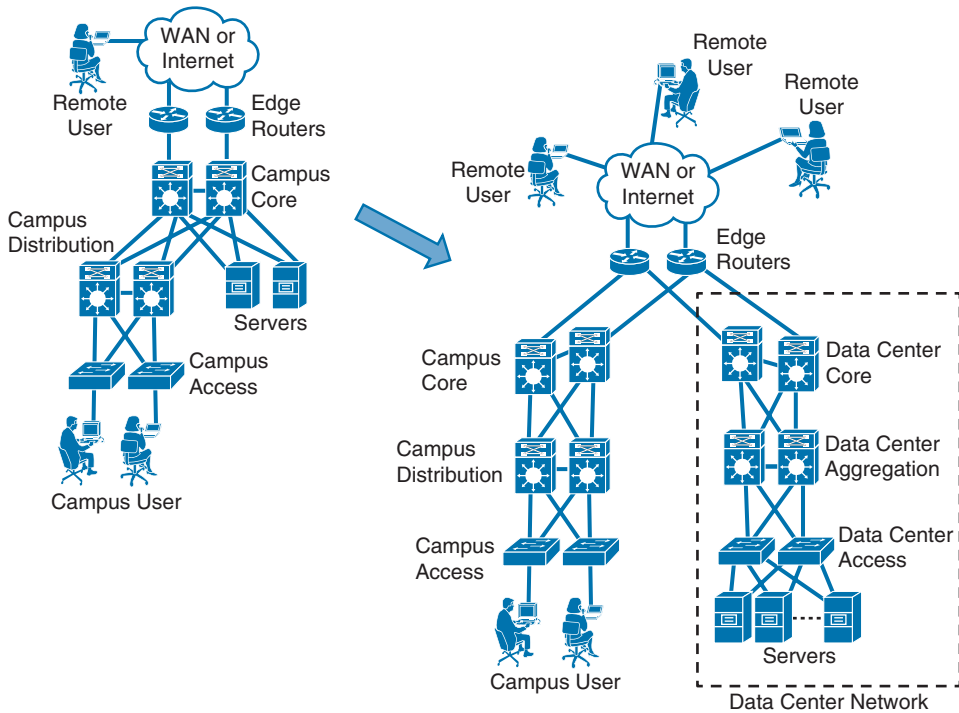 WAN or
Internet
Remote
User
Edge
Routers
Campus
Core
Campus
Distribution
Servers
Campus
Access
Campus User
Remote
User
Remote
User
Remote
User
WAN or
Internet
Edge
Routers
Campus
Core
Data Center
Core
Campus
Distribution
Data Center
Aggregation
Campus
Access
Data Center
Access
Servers
Campus User
Data Center Network